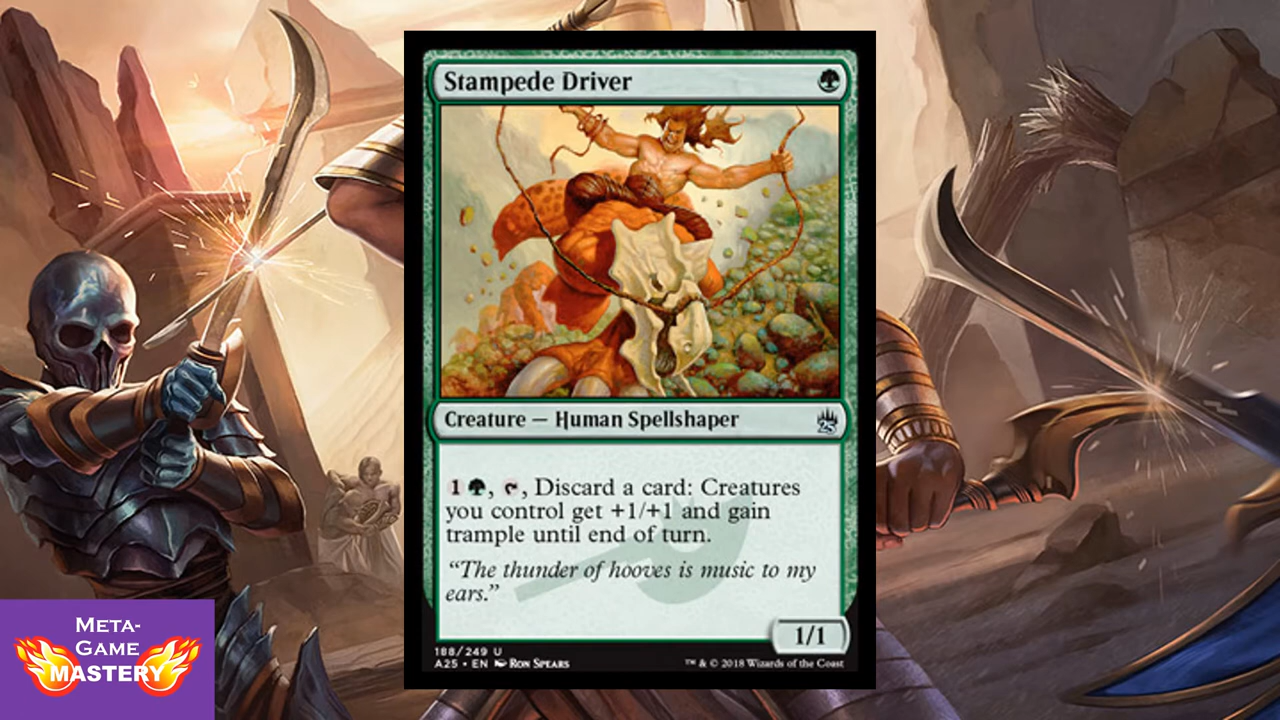 Stampede Driver
Creature — Human Spellshaper
25
1 , , Discard a card: Creatures
you control get +1/+1 and gain
trample until end of turn.
“The thunder of hooves is music to my
ears.”
1/1
188/249 U
A25 • EN Ron Spears
™ & © 2018 Wizards of the Coast
Meta-
Game
Mastery